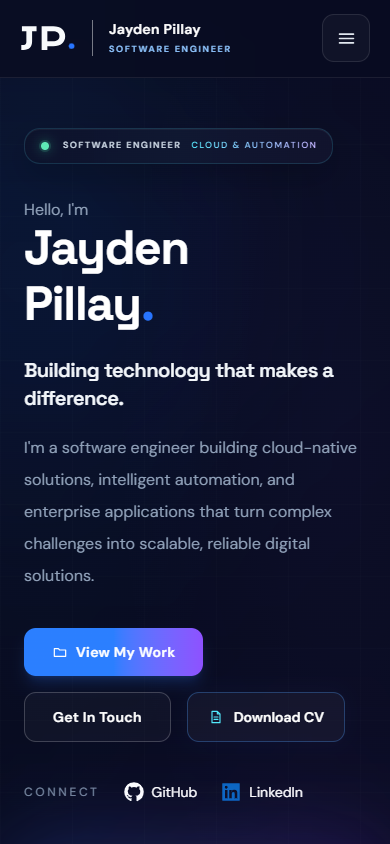 JP.
Jayden Pillay
SOFTWARE ENGINEER
SOFTWARE ENGINEER CLOUD & AUTOMATION
Hello, I'm
Jayden
Pillay.
Building technology that makes a
difference.
I'm a software engineer building cloud-native
solutions, intelligent automation, and
enterprise applications that turn complex
challenges into scalable, reliable digital
solutions.
View My Work
Get In Touch
Download CV
CONNECT GitHub LinkedIn